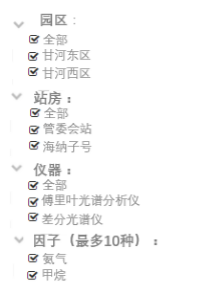 园区：
全部
甘河东区
甘河西区
站房：
全部
管委会站
海纳子号
仪器：
全部
傅里叶光谱分析仪
差分光谱仪
因子（最多10种）：
氨气
甲烷